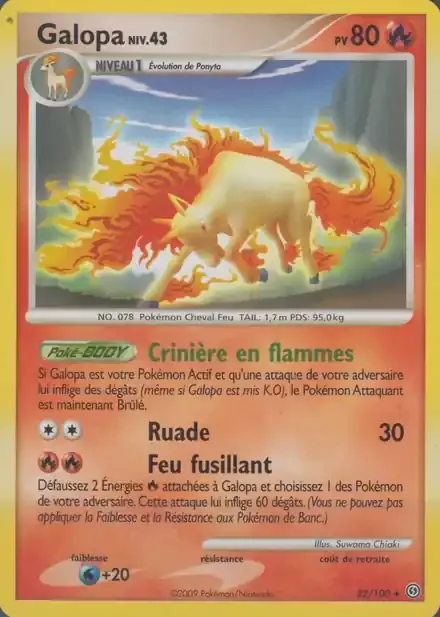 Galopa NIV.43 PV 80
NIVEAU 1 Évolution de Ponyta
NO. 078 Pokémon Cheval Feu TAIL: 1,7m PDS: 95,0kg
Poké-BODY Crinière en flammes
Si Galopa est votre Pokémon Actif et qu'une attaque de votre adversaire
lui inflige des dégâts (même si Galopa est mis K.O), le Pokémon Attaquant
est maintenant Brûlé.
Ruade 30
Feu fusillant
Défaussez 2 Énergies attachées à Galopa et choisissez 1 des Pokémon
de votre adversaire. Cette attaque lui inflige 60 dégâts. (Vous ne pouvez pas
appliquer la Faiblesse et la Résistance aux Pokémon de Banc.)
Illus. Suwama Chiaki
faiblesse résistance coût de retraite
+20
©2009 Pokémon/Nintendo 32/100